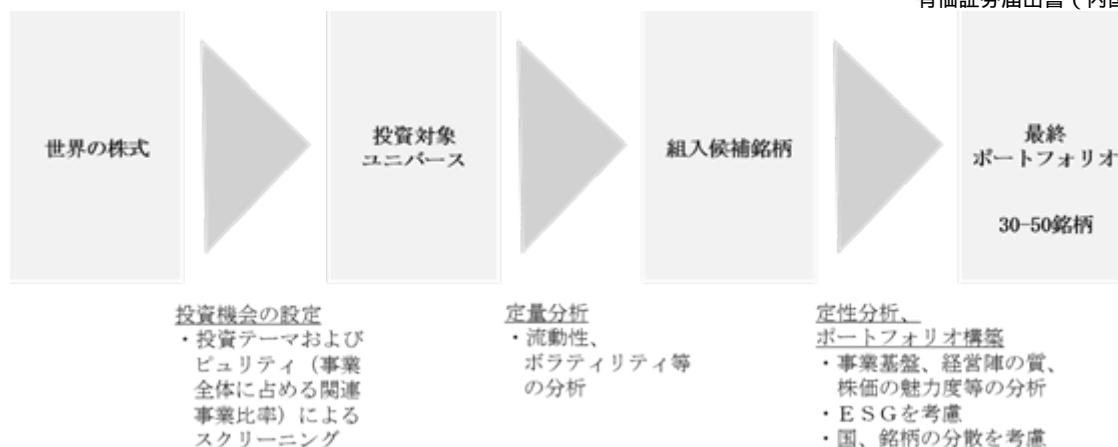 有価証券届出書（内国
世界の株式
投資対象
ユニバース
組入候補銘柄
最終
ポートフォリオ
30-50銘柄
投資機会の設定
・投資テーマおよび
ピュリティ（事業
全体に占める関連
事業比率）による
スクリーニング
定量分析
・流動性、
ボラティリティ等
の分析
定性分析、
ポートフォリオ構築
・事業基盤、経営陣の質、
株価の魅力度等の分析
・ＥＳＧを考慮
・国、銘柄の分散を考慮